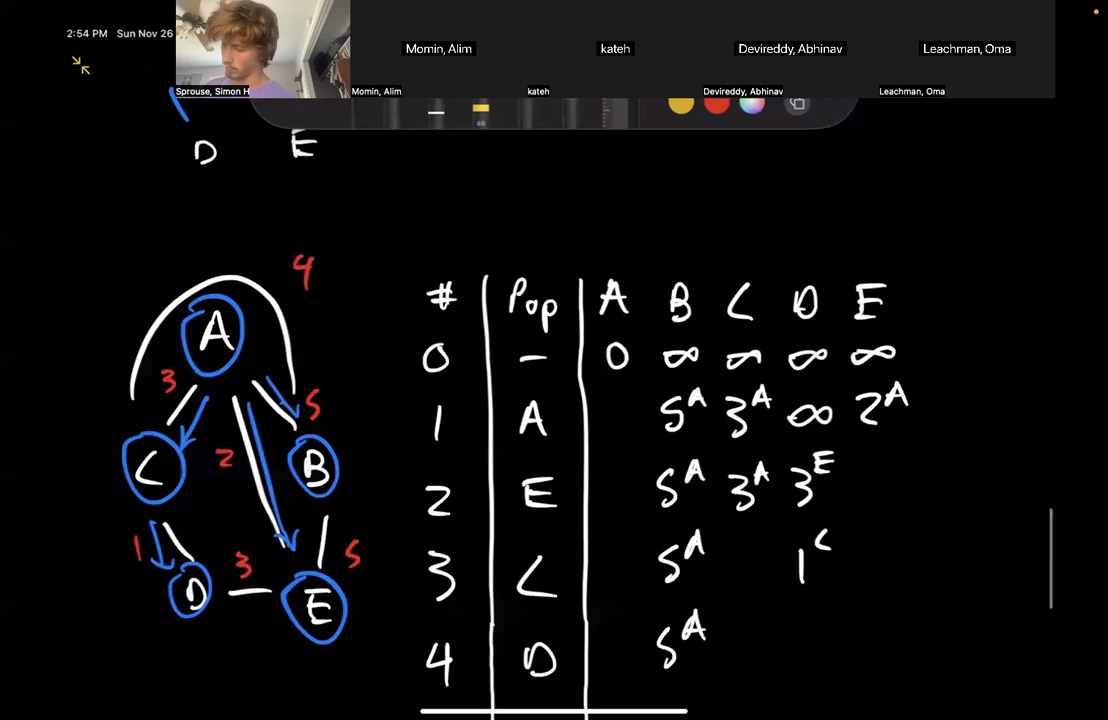 2:54 PM Sun Nov 26
Momin, Alim
kateh
Devireddy, Abhinav
Leachman, Oma
Sprouse, Simon H
Momin, Alim
kateh
Devireddy, Abhinav
Leachman, Oma
80
D E
4
A
3
5
C
2
B
1
3
5
D
E
# Pop A B C D E
0 - 0 ∞ ∞ ∞ ∞
1 A 5^A 3^A ∞ 2^A
2 E 5^A 3^A 3^E
3 C 5^A 1^C
4 D 5^A